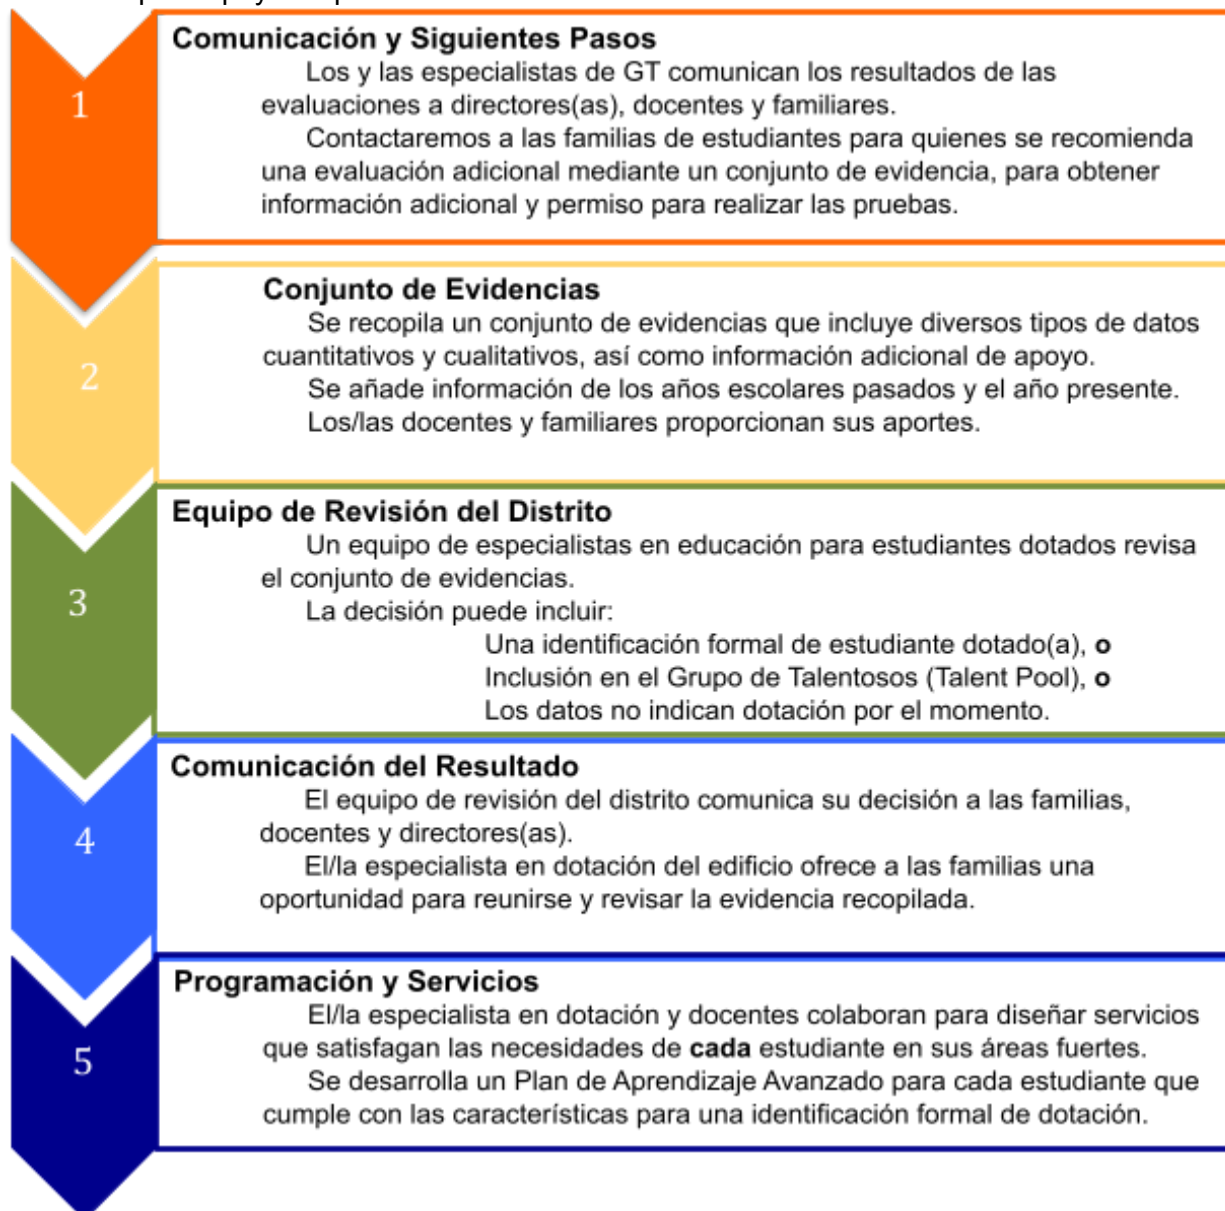 1
Comunicación y Siguientes Pasos
Los y las especialistas de GT comunican los resultados de las
evaluaciones a directores(as), docentes y familiares.
Contactaremos a las familias de estudiantes para quienes se recomienda
una evaluación adicional mediante un conjunto de evidencia, para obtener
información adicional y permiso para realizar las pruebas.
2
Conjunto de Evidencias
Se recopila un conjunto de evidencias que incluye diversos tipos de datos
cuantitativos y cualitativos, así como información adicional de apoyo.
Se añade información de los años escolares pasados y el año presente.
Los/las docentes y familiares proporcionan sus aportes.
3
Equipo de Revisión del Distrito
Un equipo de especialistas en educación para estudiantes dotados revisa
el conjunto de evidencias.
La decisión puede incluir:
Una identificación formal de estudiante dotado(a), o
Inclusión en el Grupo de Talentosos (Talent Pool), o
Los datos no indican dotación por el momento.
4
Comunicación del Resultado
El equipo de revisión del distrito comunica su decisión a las familias,
docentes y directores(as).
El/la especialista en dotación del edificio ofrece a las familias una
oportunidad para reunirse y revisar la evidencia recopilada.
5
Programación y Servicios
El/la especialista en dotación y docentes colaboran para diseñar servicios
que satisfagan las necesidades de cada estudiante en sus áreas fuertes.
Se desarrolla un Plan de Aprendizaje Avanzado para cada estudiante que
cumple con las características para una identificación formal de dotación.